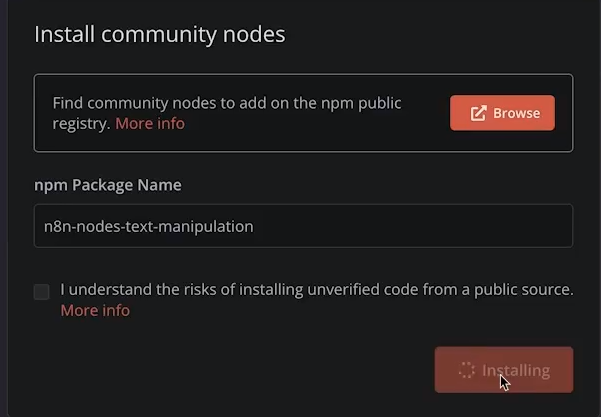 Install community nodes
Find community nodes to add on the npm public
registry. More info
Browse
npm Package Name
n8n-nodes-text-manipulation
I understand the risks of installing unverified code from a public source.
More info
Installing